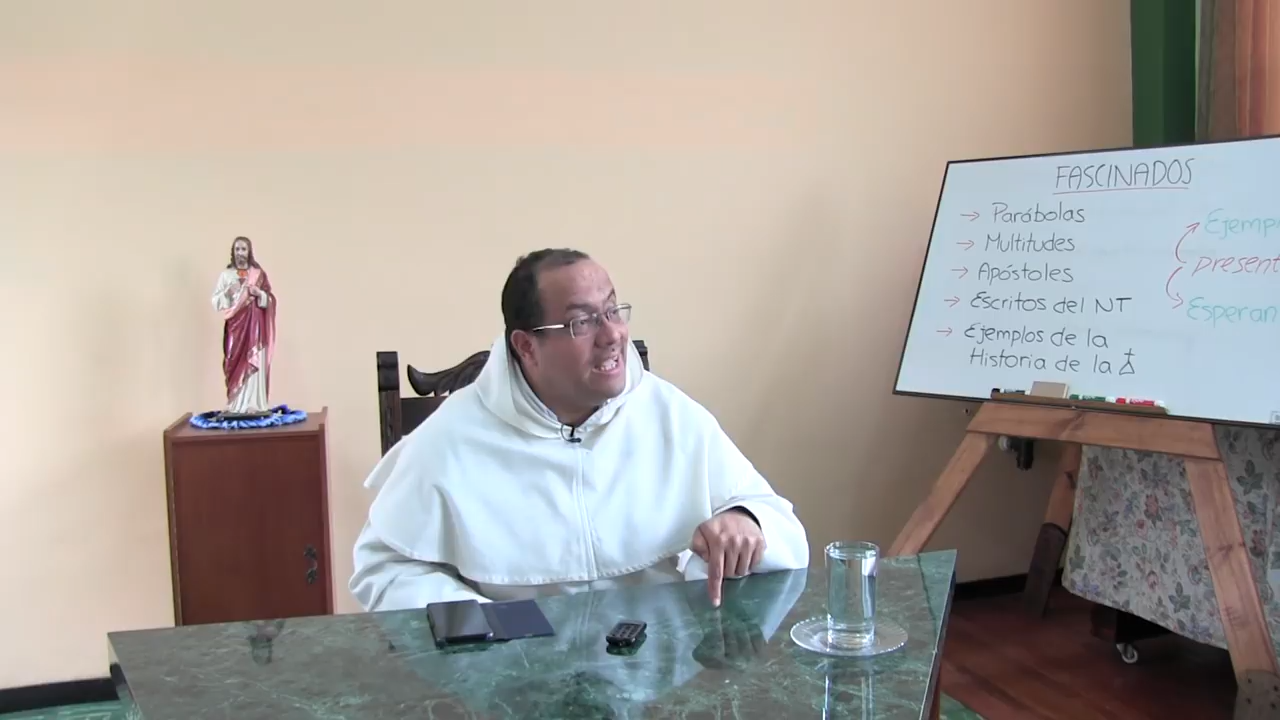 FASCINADOS
→ Parábolas
→ Multitudes
→ Apóstoles
→ Escritos del NT
→ Ejemplos de la
Historia de la